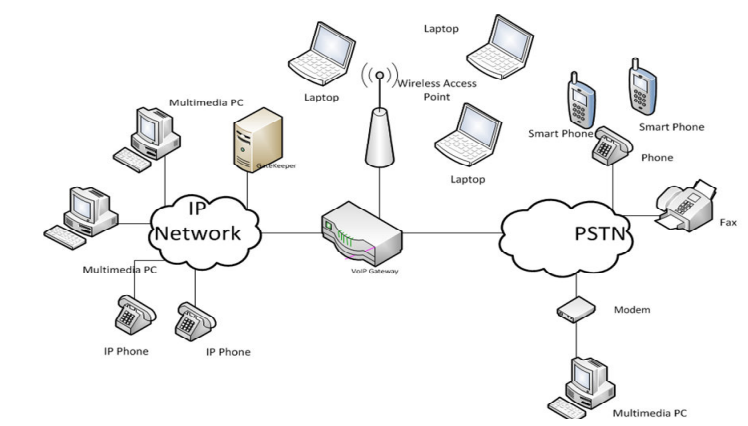 Laptop
Laptop
Wireless Access
Point
Multimedia PC
GateKeeper
Smart Phone
Smart Phone
Phone
Laptop
IP
Network
PSTN
Fax
Multimedia PC
VoIP Gateway
Modem
IP Phone
IP Phone
Multimedia PC